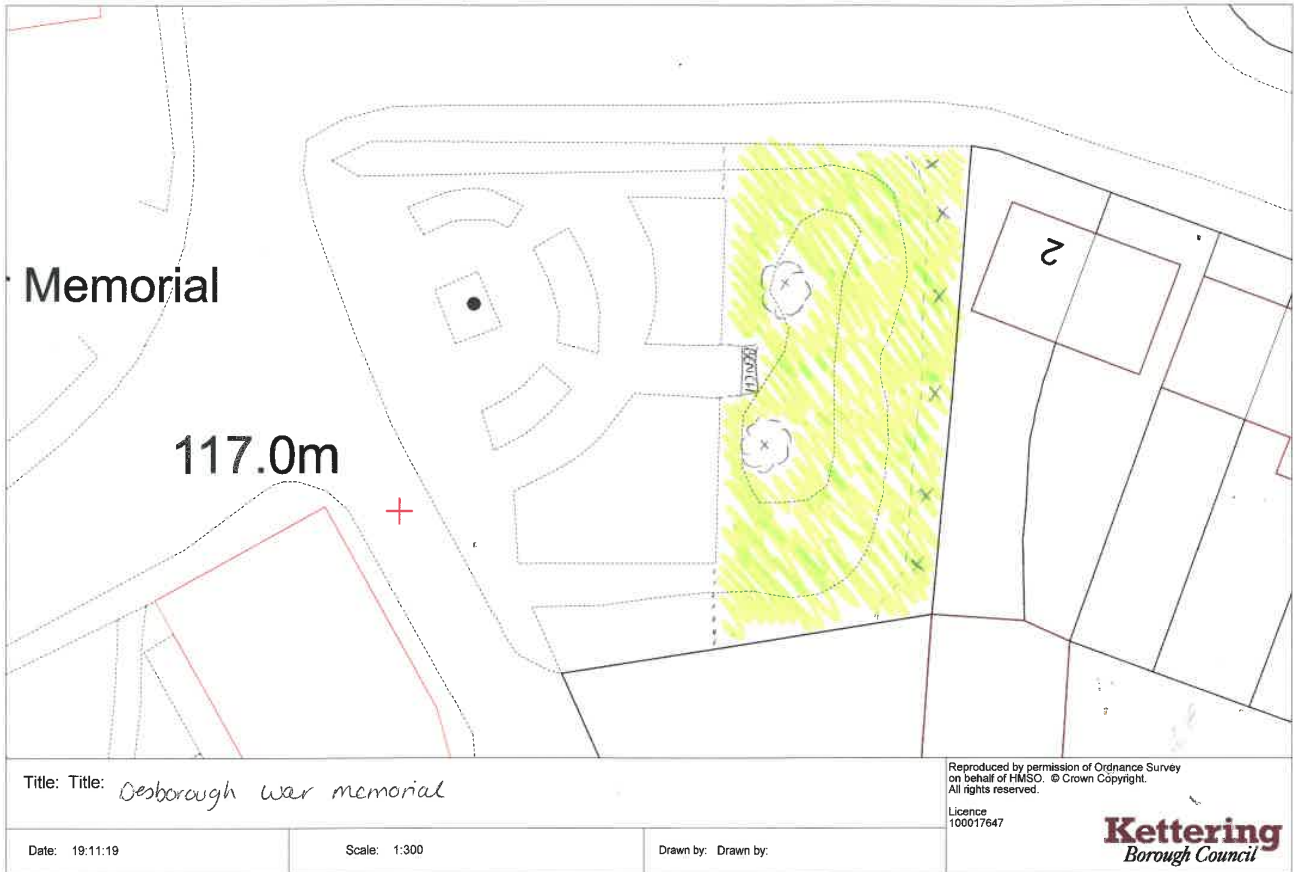 Memorial
117.0m
2
BENCH
Title: Title: Desborough war memorial
Date: 19:11:19
Scale: 1:300
Drawn by: Drawn by:
Reproduced by permission of Ordnance Survey
on behalf of HMSO. © Crown Copyright.
All rights reserved.
Licence
100017647
Kettering
Borough Council